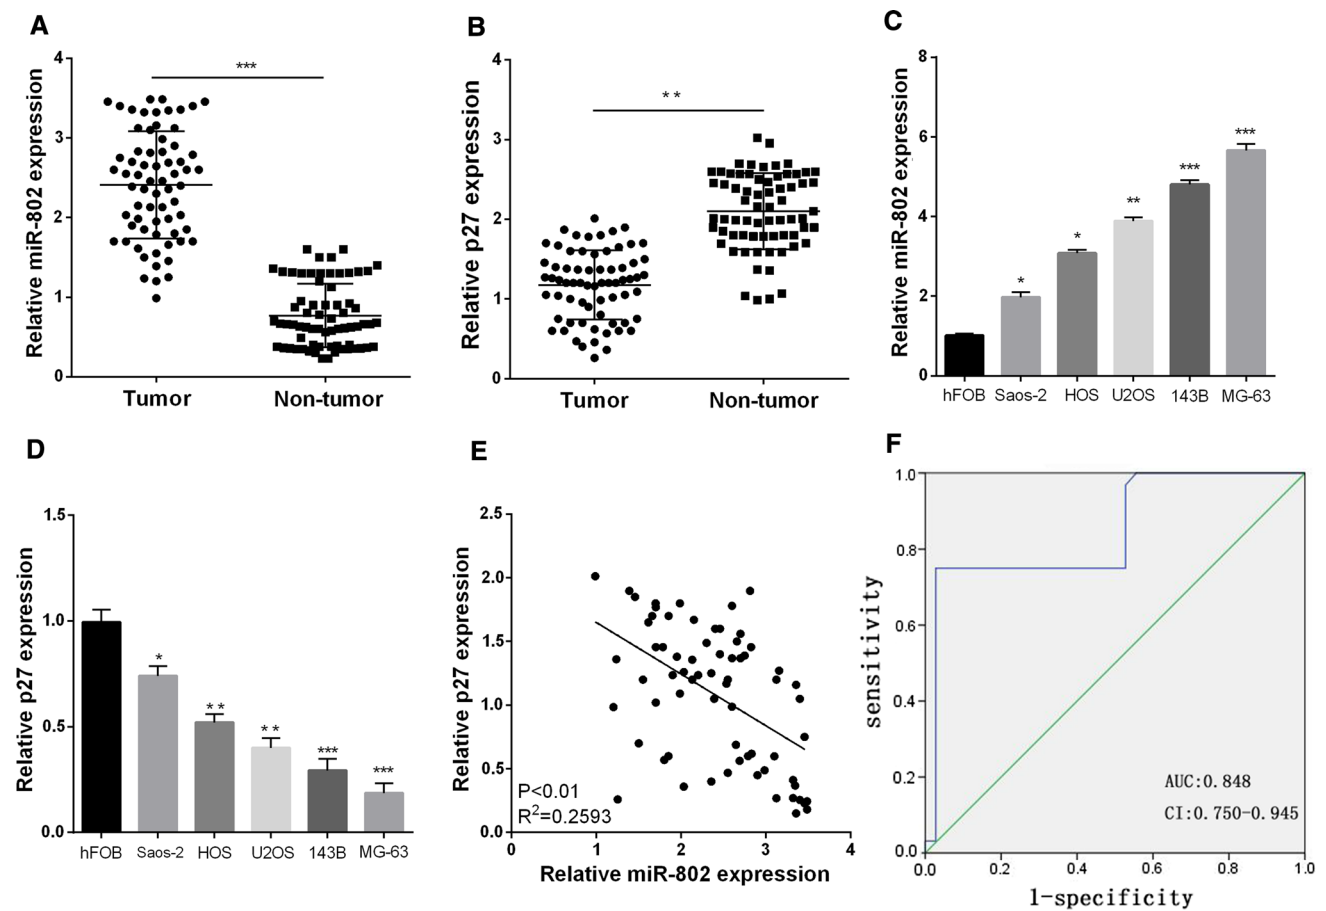 A
Relative miR-802 expression
4
3
2
1
0
***
Tumor
Non-tumor
B
Relative p27 expression
4
3
2
1
0
* *
Tumor
Non-tumor
C
Relative miR-802 expression
8
6
4
2
0
*
*
**
***
***
hFOB Saos-2 HOS U2OS 143B MG-63
D
Relative p27 expression
1.5
1.0
0.5
0.0
*
* *
* *
***
***
hFOB Saos-2 HOS U2OS 143B MG-63
E
Relative p27 expression
2.5
2.0
1.5
1.0
0.5
0.0
P<0.01
R²=0.2593
0 1 2 3 4
Relative miR-802 expression
F
sensitivity
1.0
0.8
0.6
0.4
0.2
0.0
AUC:0.848
CI:0.750-0.945
0.0 0.2 0.4 0.6 0.8 1.0
1-specificity